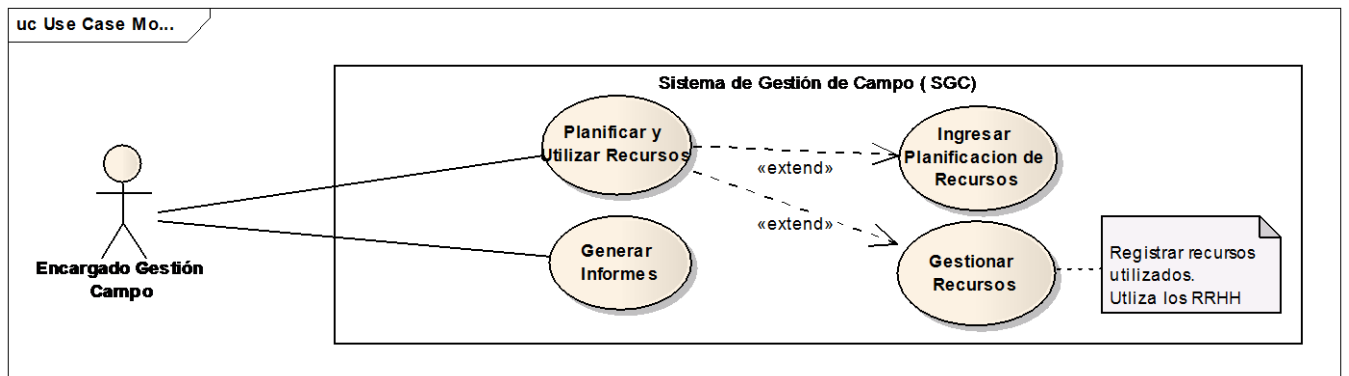 uc Use Case Mo...
Sistema de Gestión de Campo ( SGC)
Planificar y
Utilizar Recursos
Ingresar
Planificacion de
Recursos
«extend»
«extend»
Generar
Informes
Gestionar
Recursos
Registrar recursos
utilizados.
Utliza los RRHH
Encargado Gestión
Campo